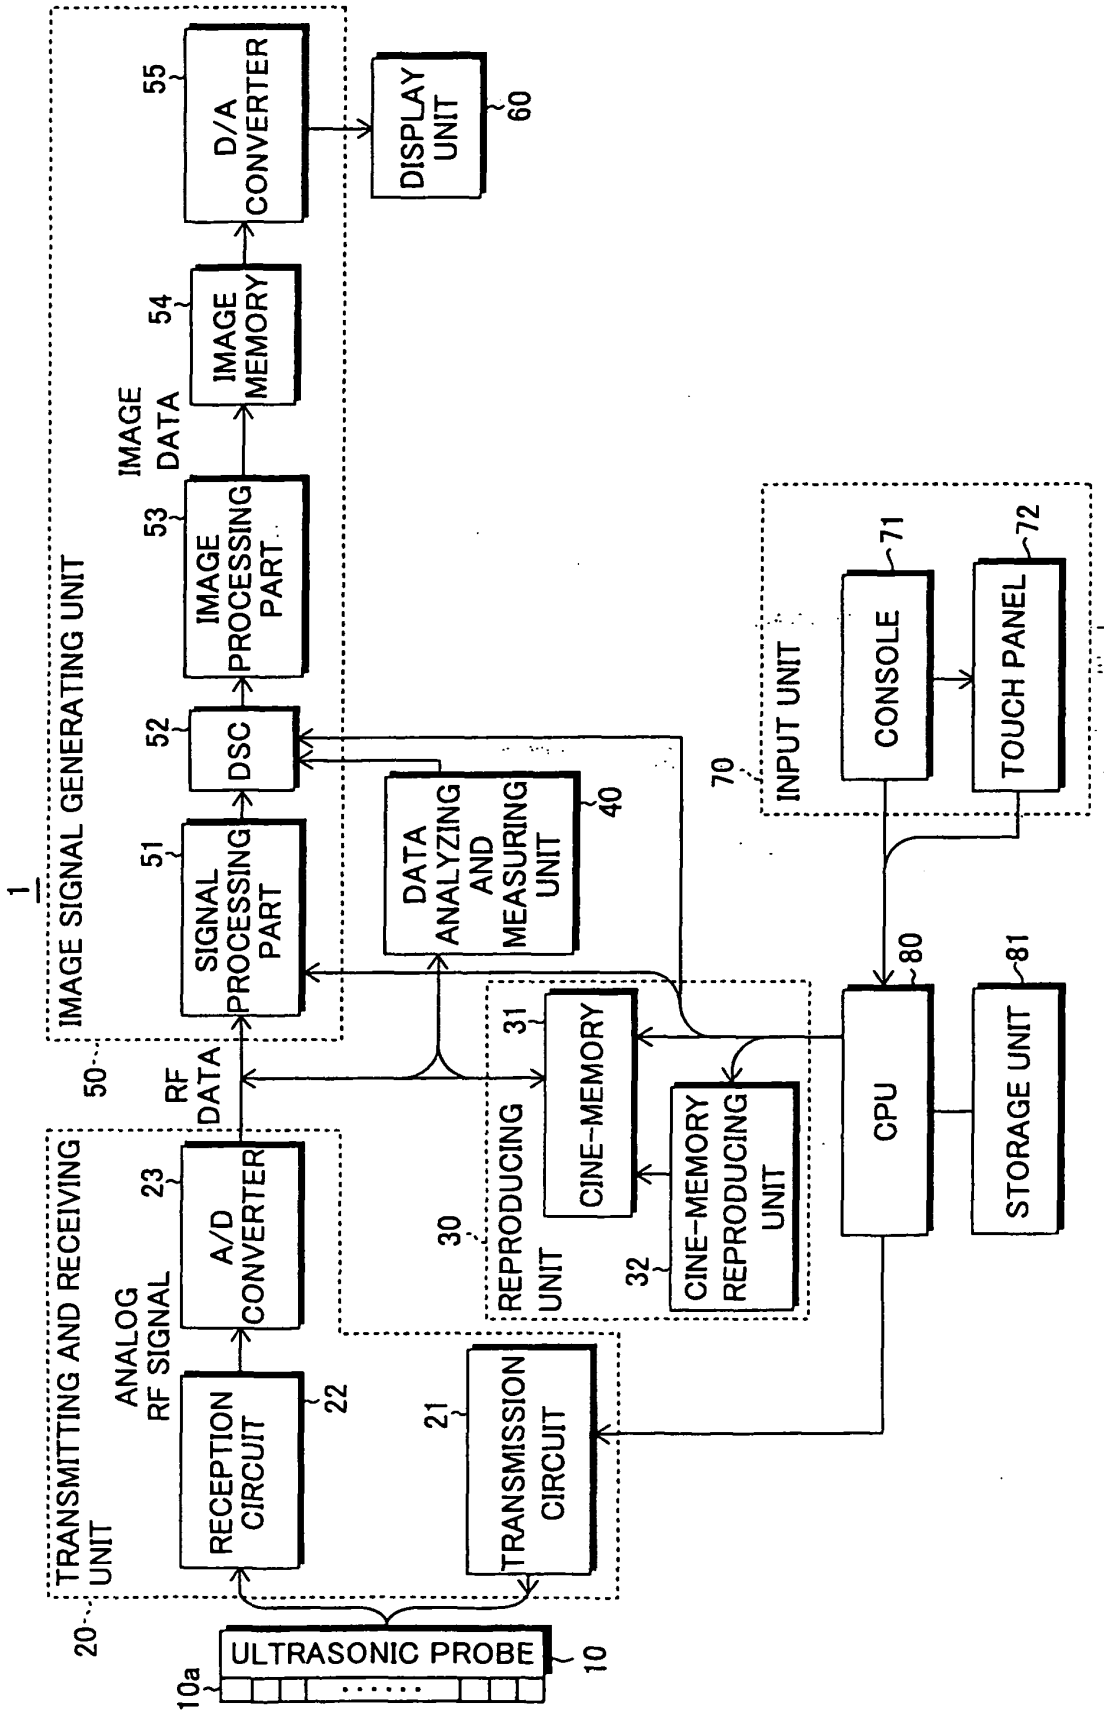 1
TRANSMITTING AND RECEIVING
UNIT
20
ANALOG
RF SIGNAL
RECEPTION
CIRCUIT
22
A/D
CONVERTER
23
TRANSMISSION
CIRCUIT
21
ULTRASONIC PROBE
10
10a
RF
DATA
IMAGE SIGNAL GENERATING UNIT
50
SIGNAL
PROCESSING
PART
51
DSC
52
IMAGE
PROCESSING
PART
53
IMAGE
DATA
IMAGE
MEMORY
54
D/A
CONVERTER
55
DISPLAY
UNIT
60
DATA
ANALYZING
AND
MEASURING
UNIT
40
30
REPRODUCING
UNIT
CINE-MEMORY
31
CINE-MEMORY
REPRODUCING
UNIT
32
CPU
80
STORAGE UNIT
81
70
INPUT UNIT
CONSOLE
71
TOUCH PANEL
72